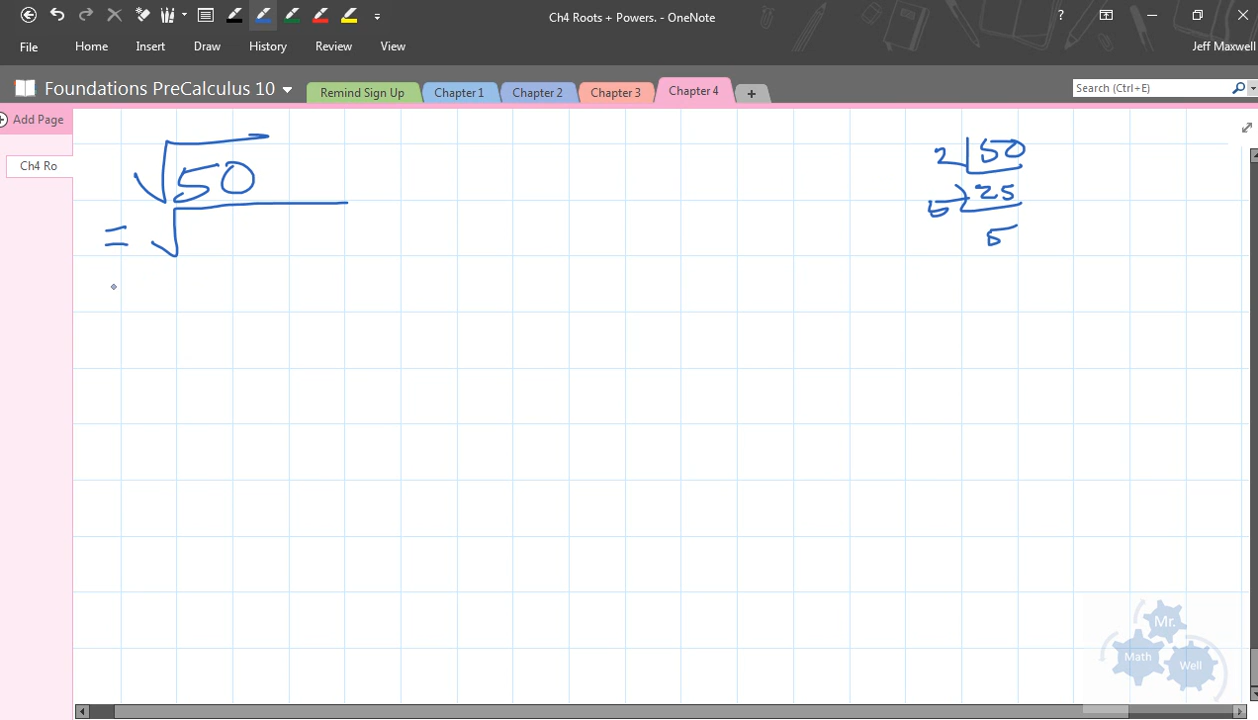 Ch4 Roots + Powers. - OneNote
?
File Home Insert Draw History Review View
Jeff Maxwell
Foundations PreCalculus 10
Remind Sign Up Chapter 1 Chapter 2 Chapter 3 Chapter 4 +
Search (Ctrl+E)
Add Page
Ch4 Ro
√50
= √
2 50
5 25
5
Mr.
Math Well